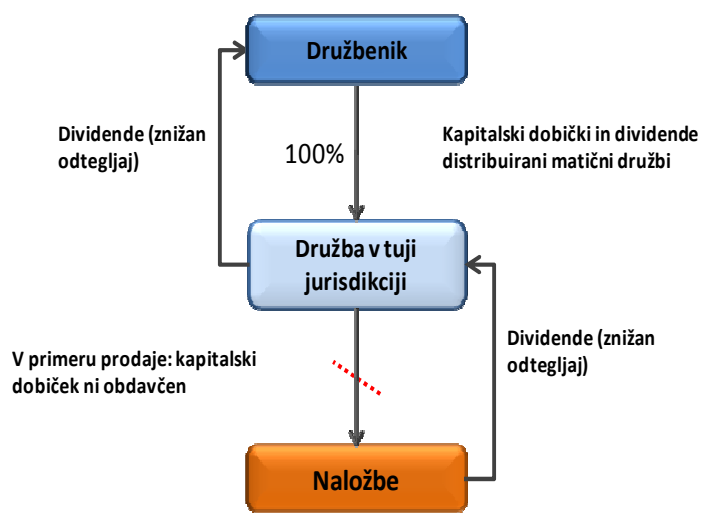 Družbenik
Dividende (znižan
odtegljaj)
100%
Kapitalski dobički in dividende
distribuirani matični družbi
Družba v tuji
jurisdikciji
V primeru prodaje: kapitalski
dobiček ni obdavčen
Dividende (znižan
odtegljaj)
Naložbe